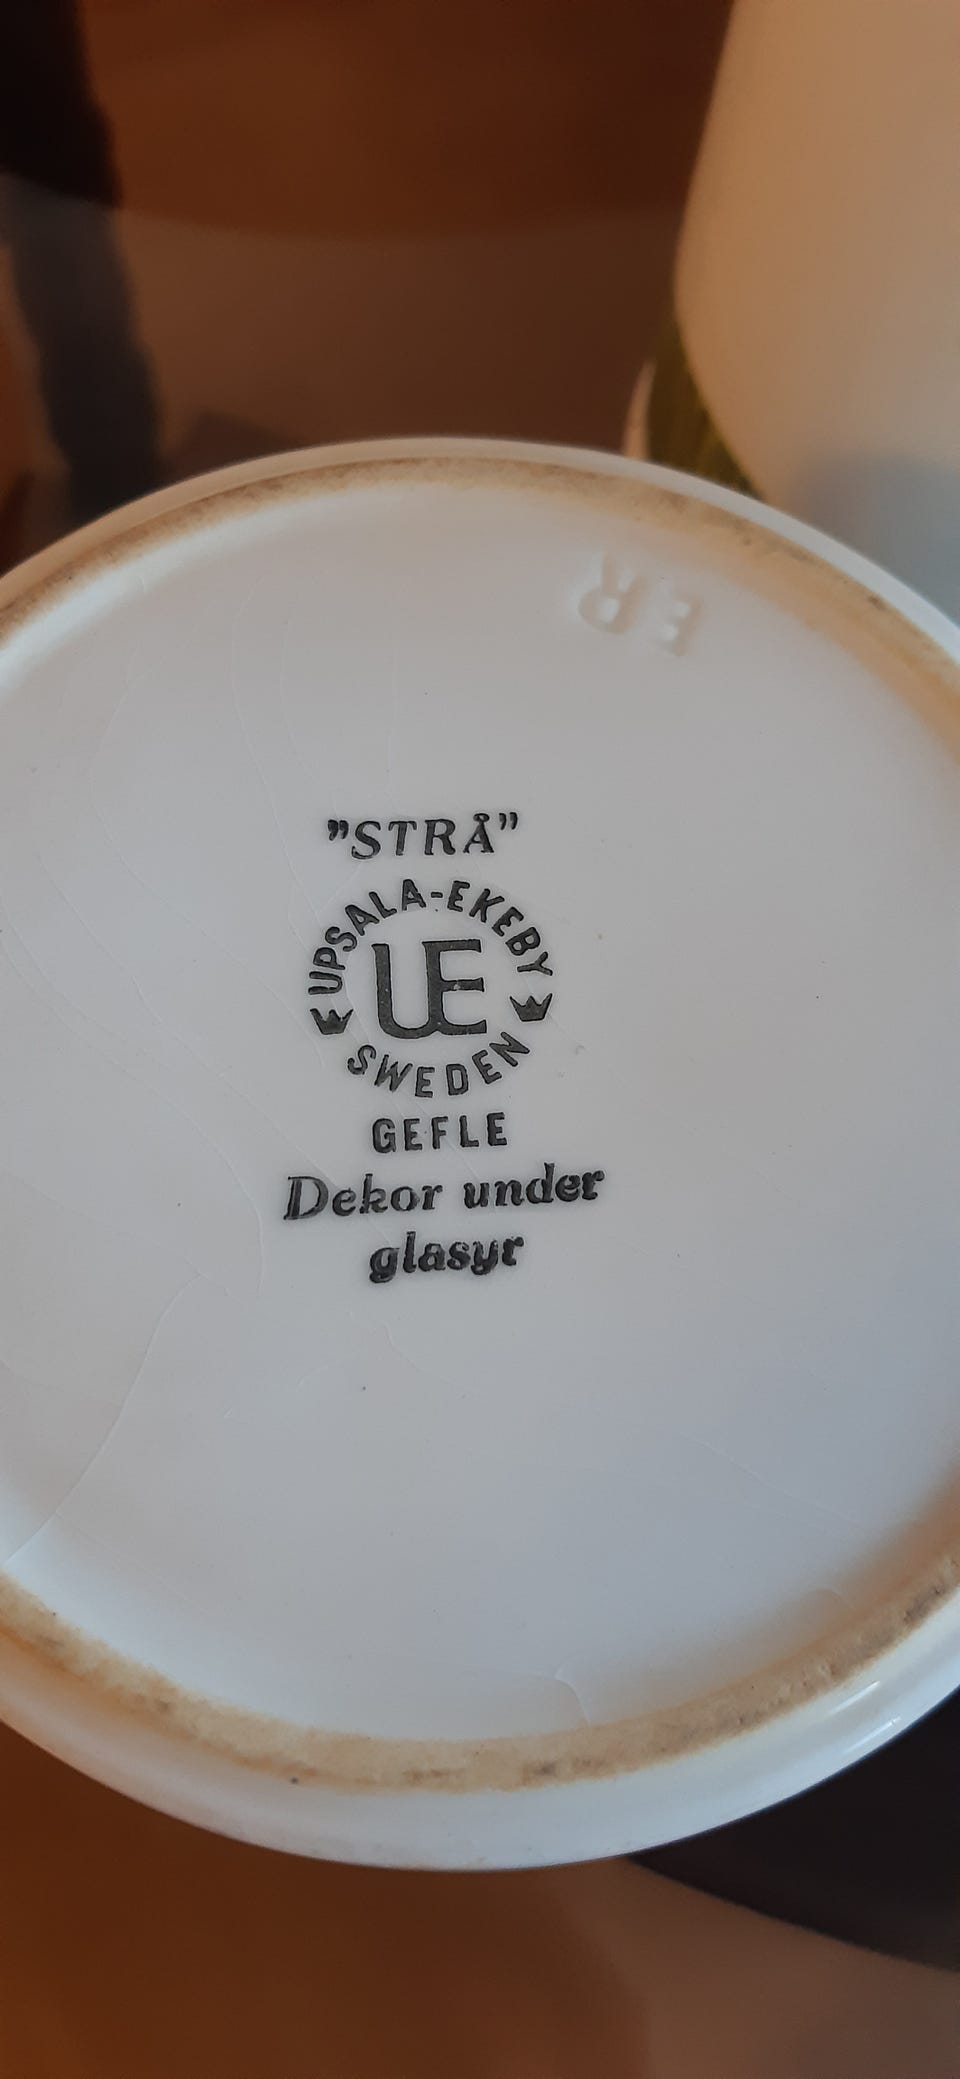 ER
"STRÅ"
UPSALA-EKEBY
UE
SWEDEN
GEFLE
Dekor under
glasyr